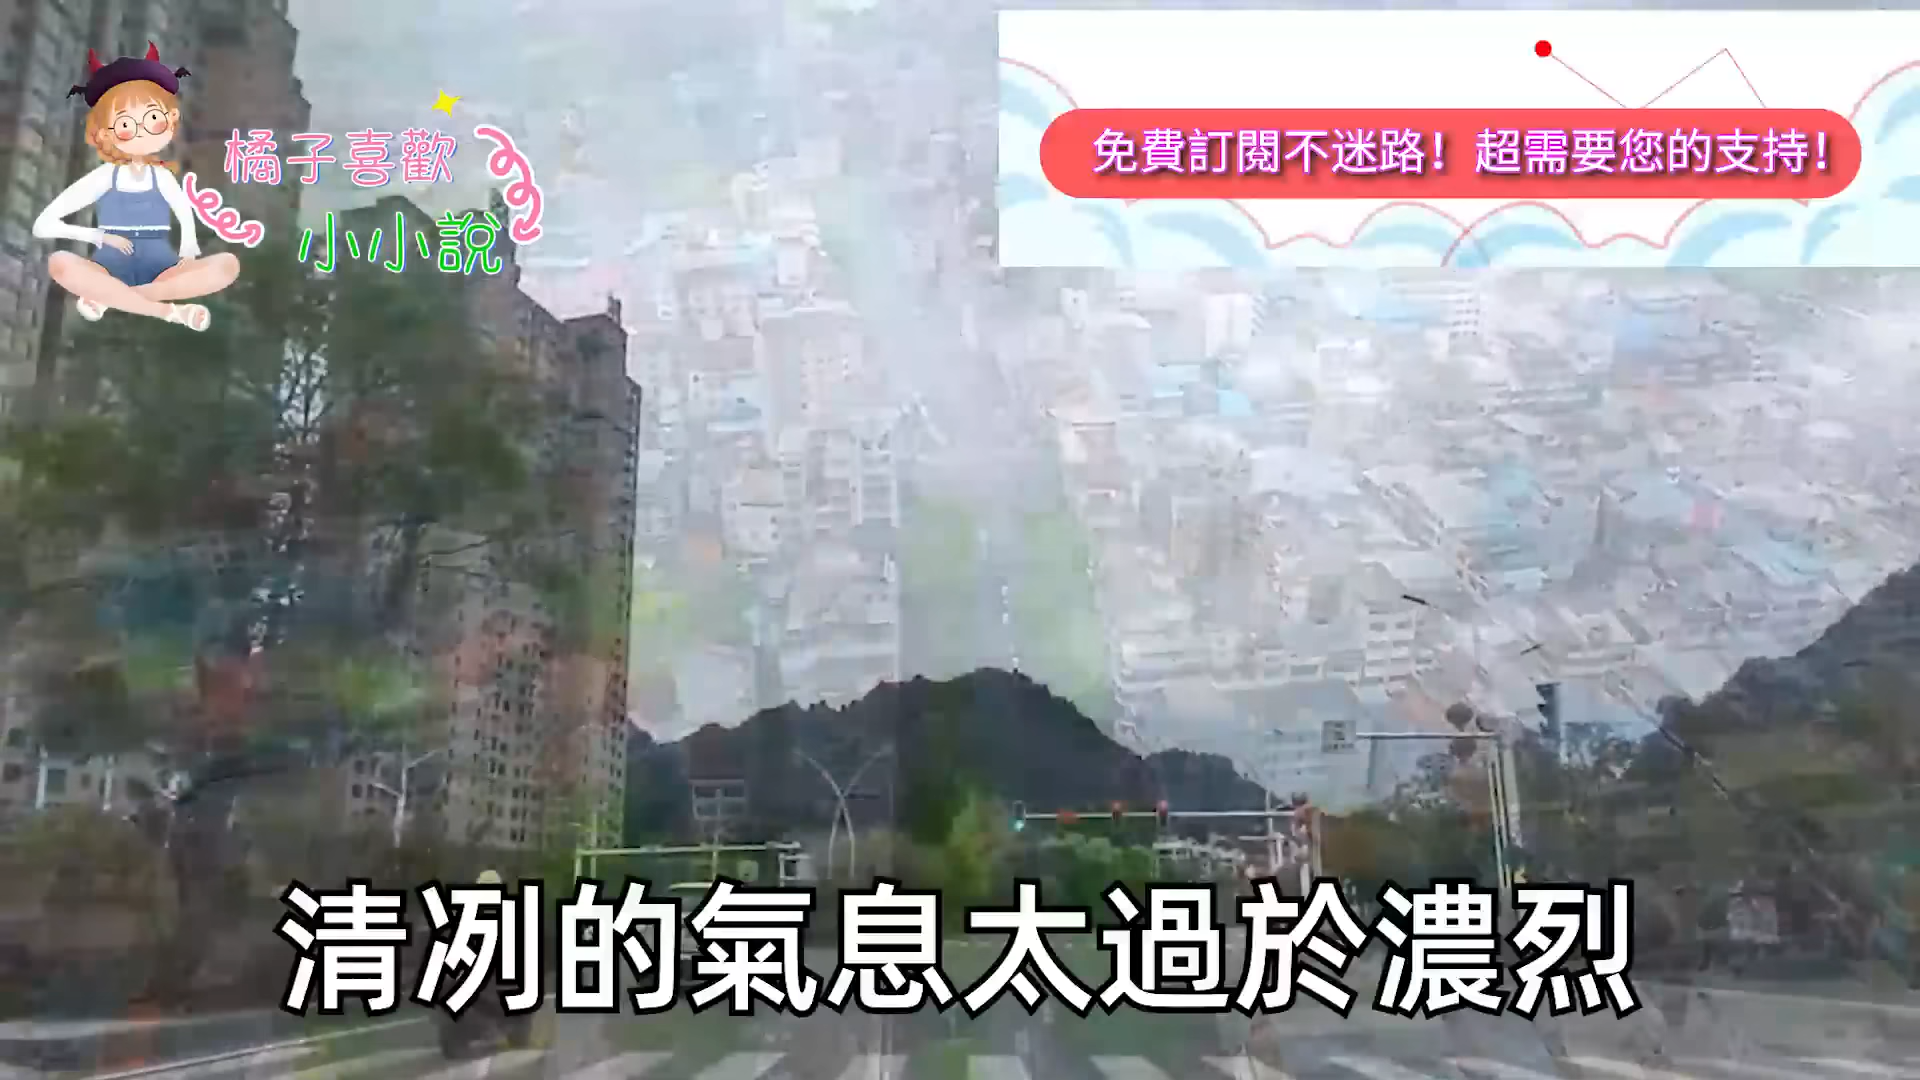 橘子喜歡
小小說
免費訂閱不迷路！超需要您的支持！
清冽的氣息太過於濃烈